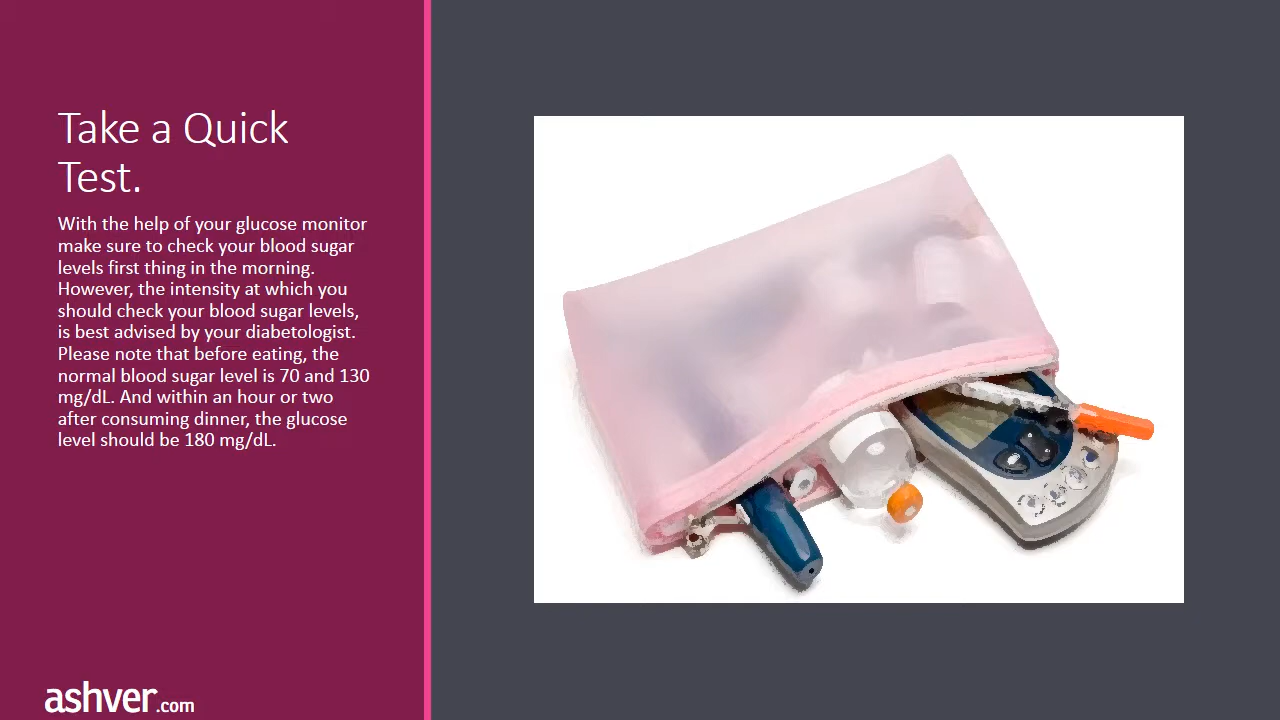 Take a Quick
Test.
With the help of your glucose monitor
make sure to check your blood sugar
levels first thing in the morning.
However, the intensity at which you
should check your blood sugar levels,
is best advised by your diabetologist.
Please note that before eating, the
normal blood sugar level is 70 and 130
mg/dL. And within an hour or two
after consuming dinner, the glucose
level should be 180 mg/dL.
ashver.com